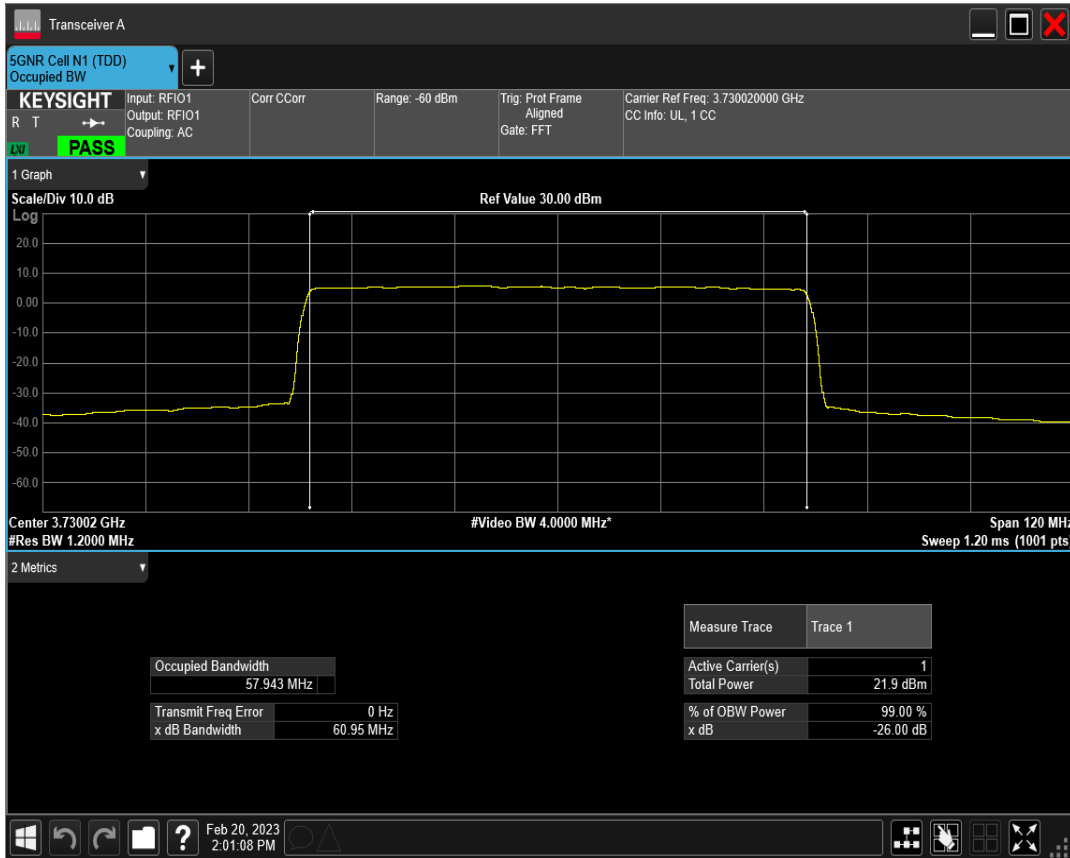 Transceiver A
5GNR Cell N1 (TDD)
Occupied BW
+
KEYSIGHT
R T
LXI
PASS
Input: RFIO1
Output: RFIO1
Coupling: AC
Corr CCorr
Range: -60 dBm
Trig: Prot Frame
Aligned
Gate: FFT
Carrier Ref Freq: 3.730020000 GHz
CC Info: UL, 1 CC
1 Graph
Scale/Div 10.0 dB
Ref Value 30.00 dBm
Log
20.0
10.0
0.00
-10.0
-20.0
-30.0
-40.0
-50.0
-60.0
Center 3.73002 GHz
#Video BW 4.0000 MHz*
Span 120 MHz
#Res BW 1.2000 MHz
Sweep 1.20 ms (1001 pts)
2 Metrics
Measure Trace Trace 1
Occupied Bandwidth
57.943 MHz
Active Carrier(s) 1
Total Power 21.9 dBm
Transmit Freq Error 0 Hz
x dB Bandwidth 60.95 MHz
% of OBW Power 99.00 %
x dB -26.00 dB
?
Feb 20, 2023
2:01:08 PM